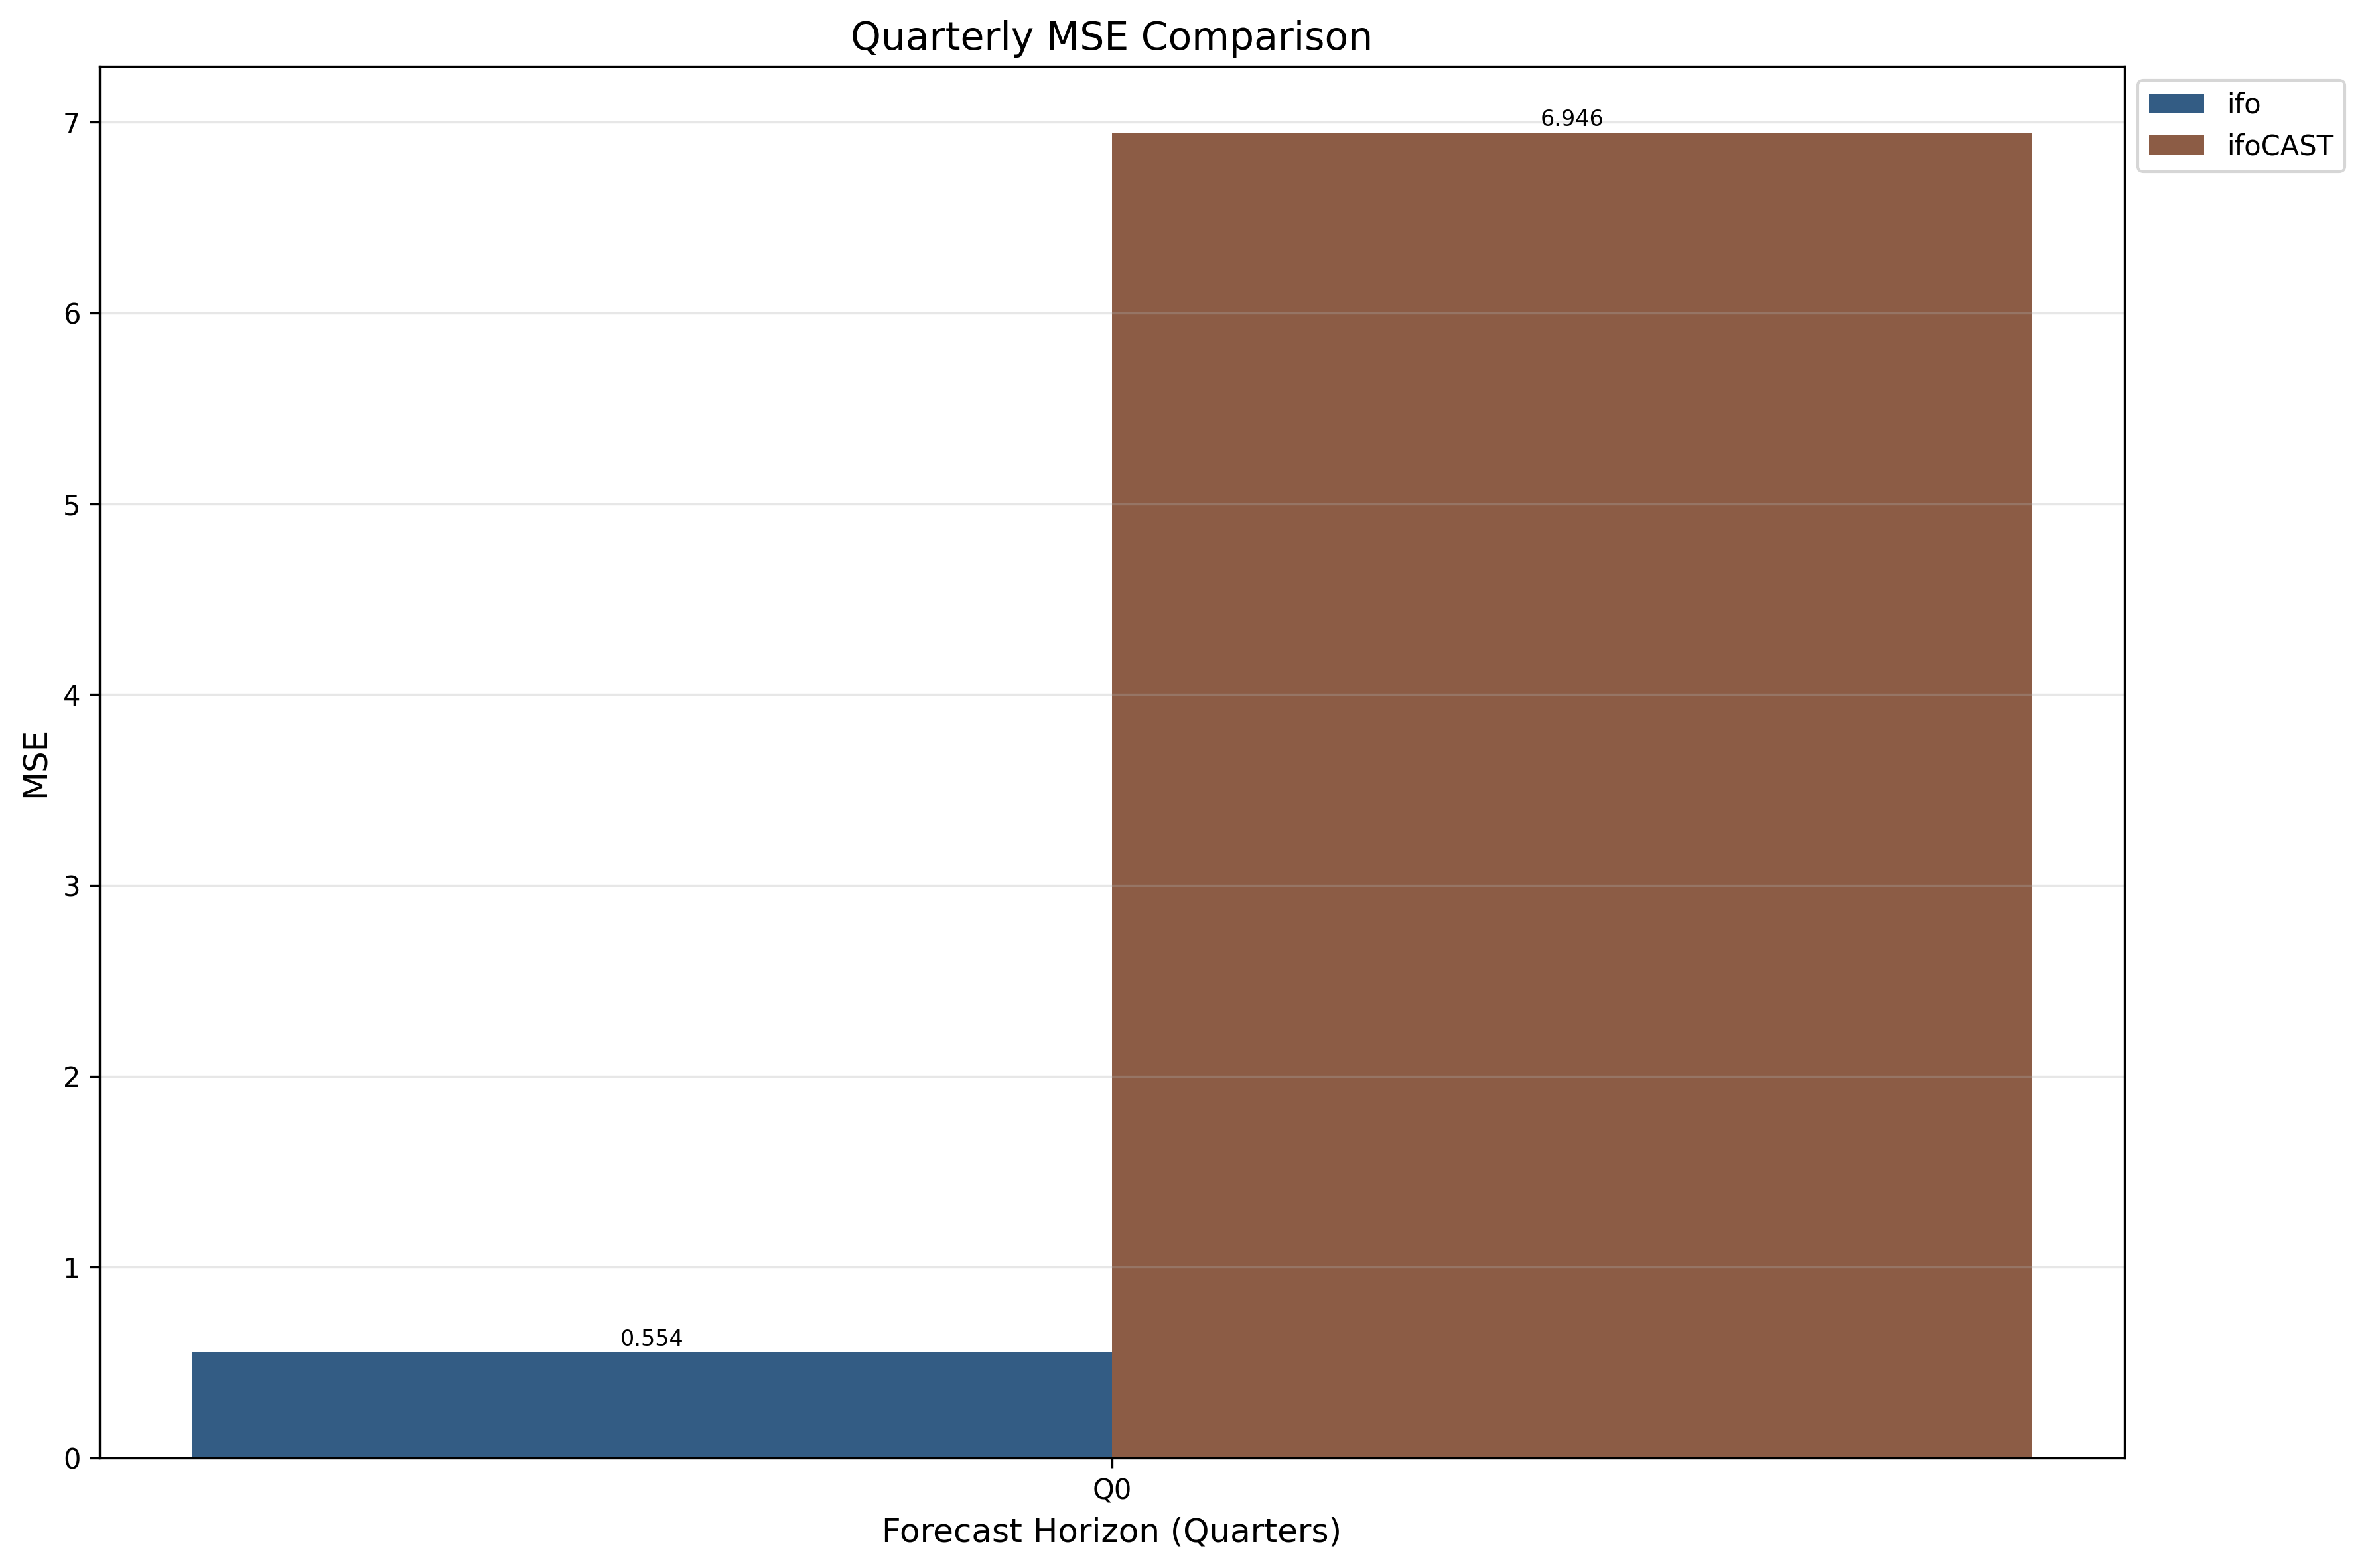 Quarterly MSE Comparison
ifo
ifoCAST
MSE
7
6
5
4
3
2
1
0
6.946
0.554
Q0
Forecast Horizon (Quarters)